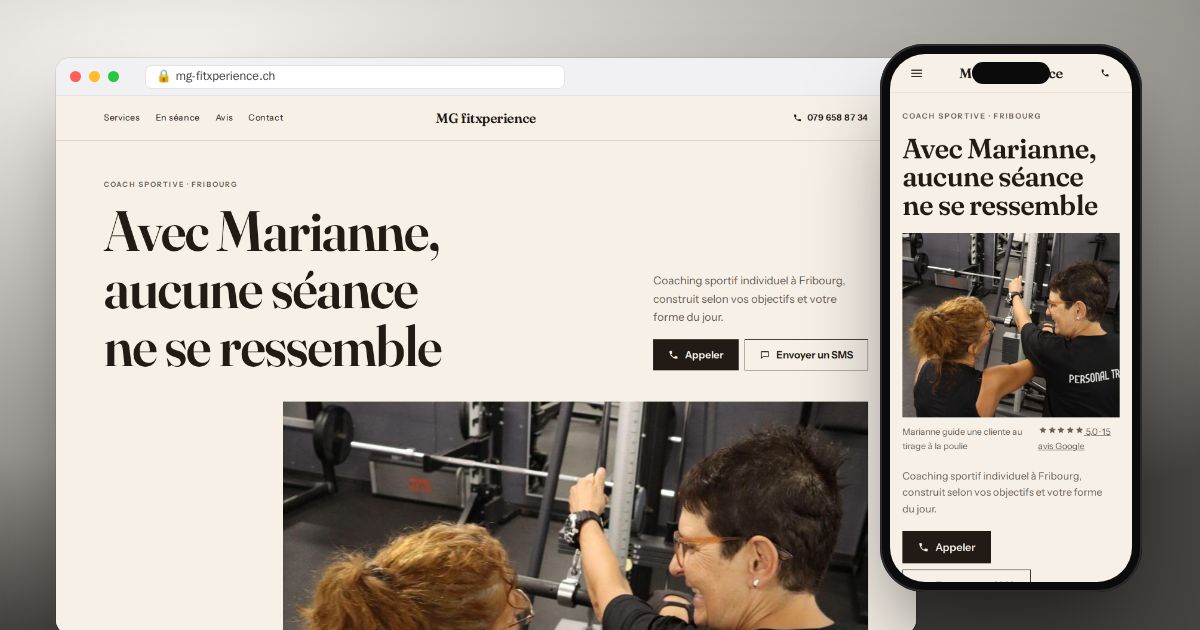 mg-fitxperience.ch
Services En séance Avis Contact
MG fitxperience
079 658 87 34
COACH SPORTIVE · FRIBOURG
Avec Marianne,
aucune séance
ne se ressemble
Coaching sportif individuel à Fribourg,
construit selon vos objectifs et votre
forme du jour.
Appeler
Envoyer un SMS
COACH SPORTIVE · FRIBOURG
Avec Marianne,
aucune séance
ne se ressemble
PERSONAL
Marianne guide une cliente au
tirage à la poulie
★★★★★ 5,0 · 15
avis Google
Coaching sportif individuel à Fribourg,
construit selon vos objectifs et votre forme
du jour.
Appeler